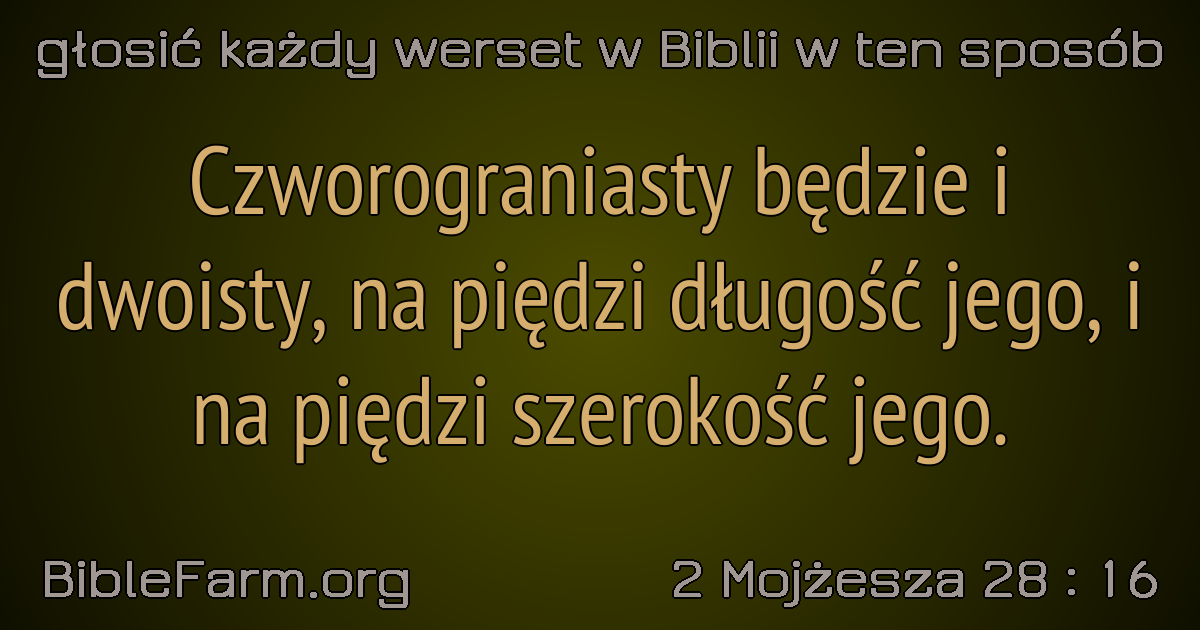 głosić każdy werset w Biblii w ten sposób
Czworograniasty będzie i
dwoisty, na piędzi długość jego, i
na piędzi szerokość jego.
BibleFarm.org
2 Mojżesza 28 : 16